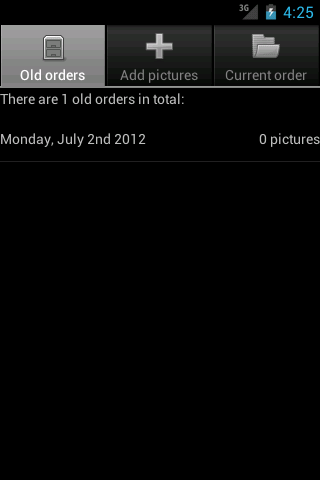 3G 4:25
Old orders Add pictures Current order
There are 1 old orders in total:
Monday, July 2nd 2012 0 pictures